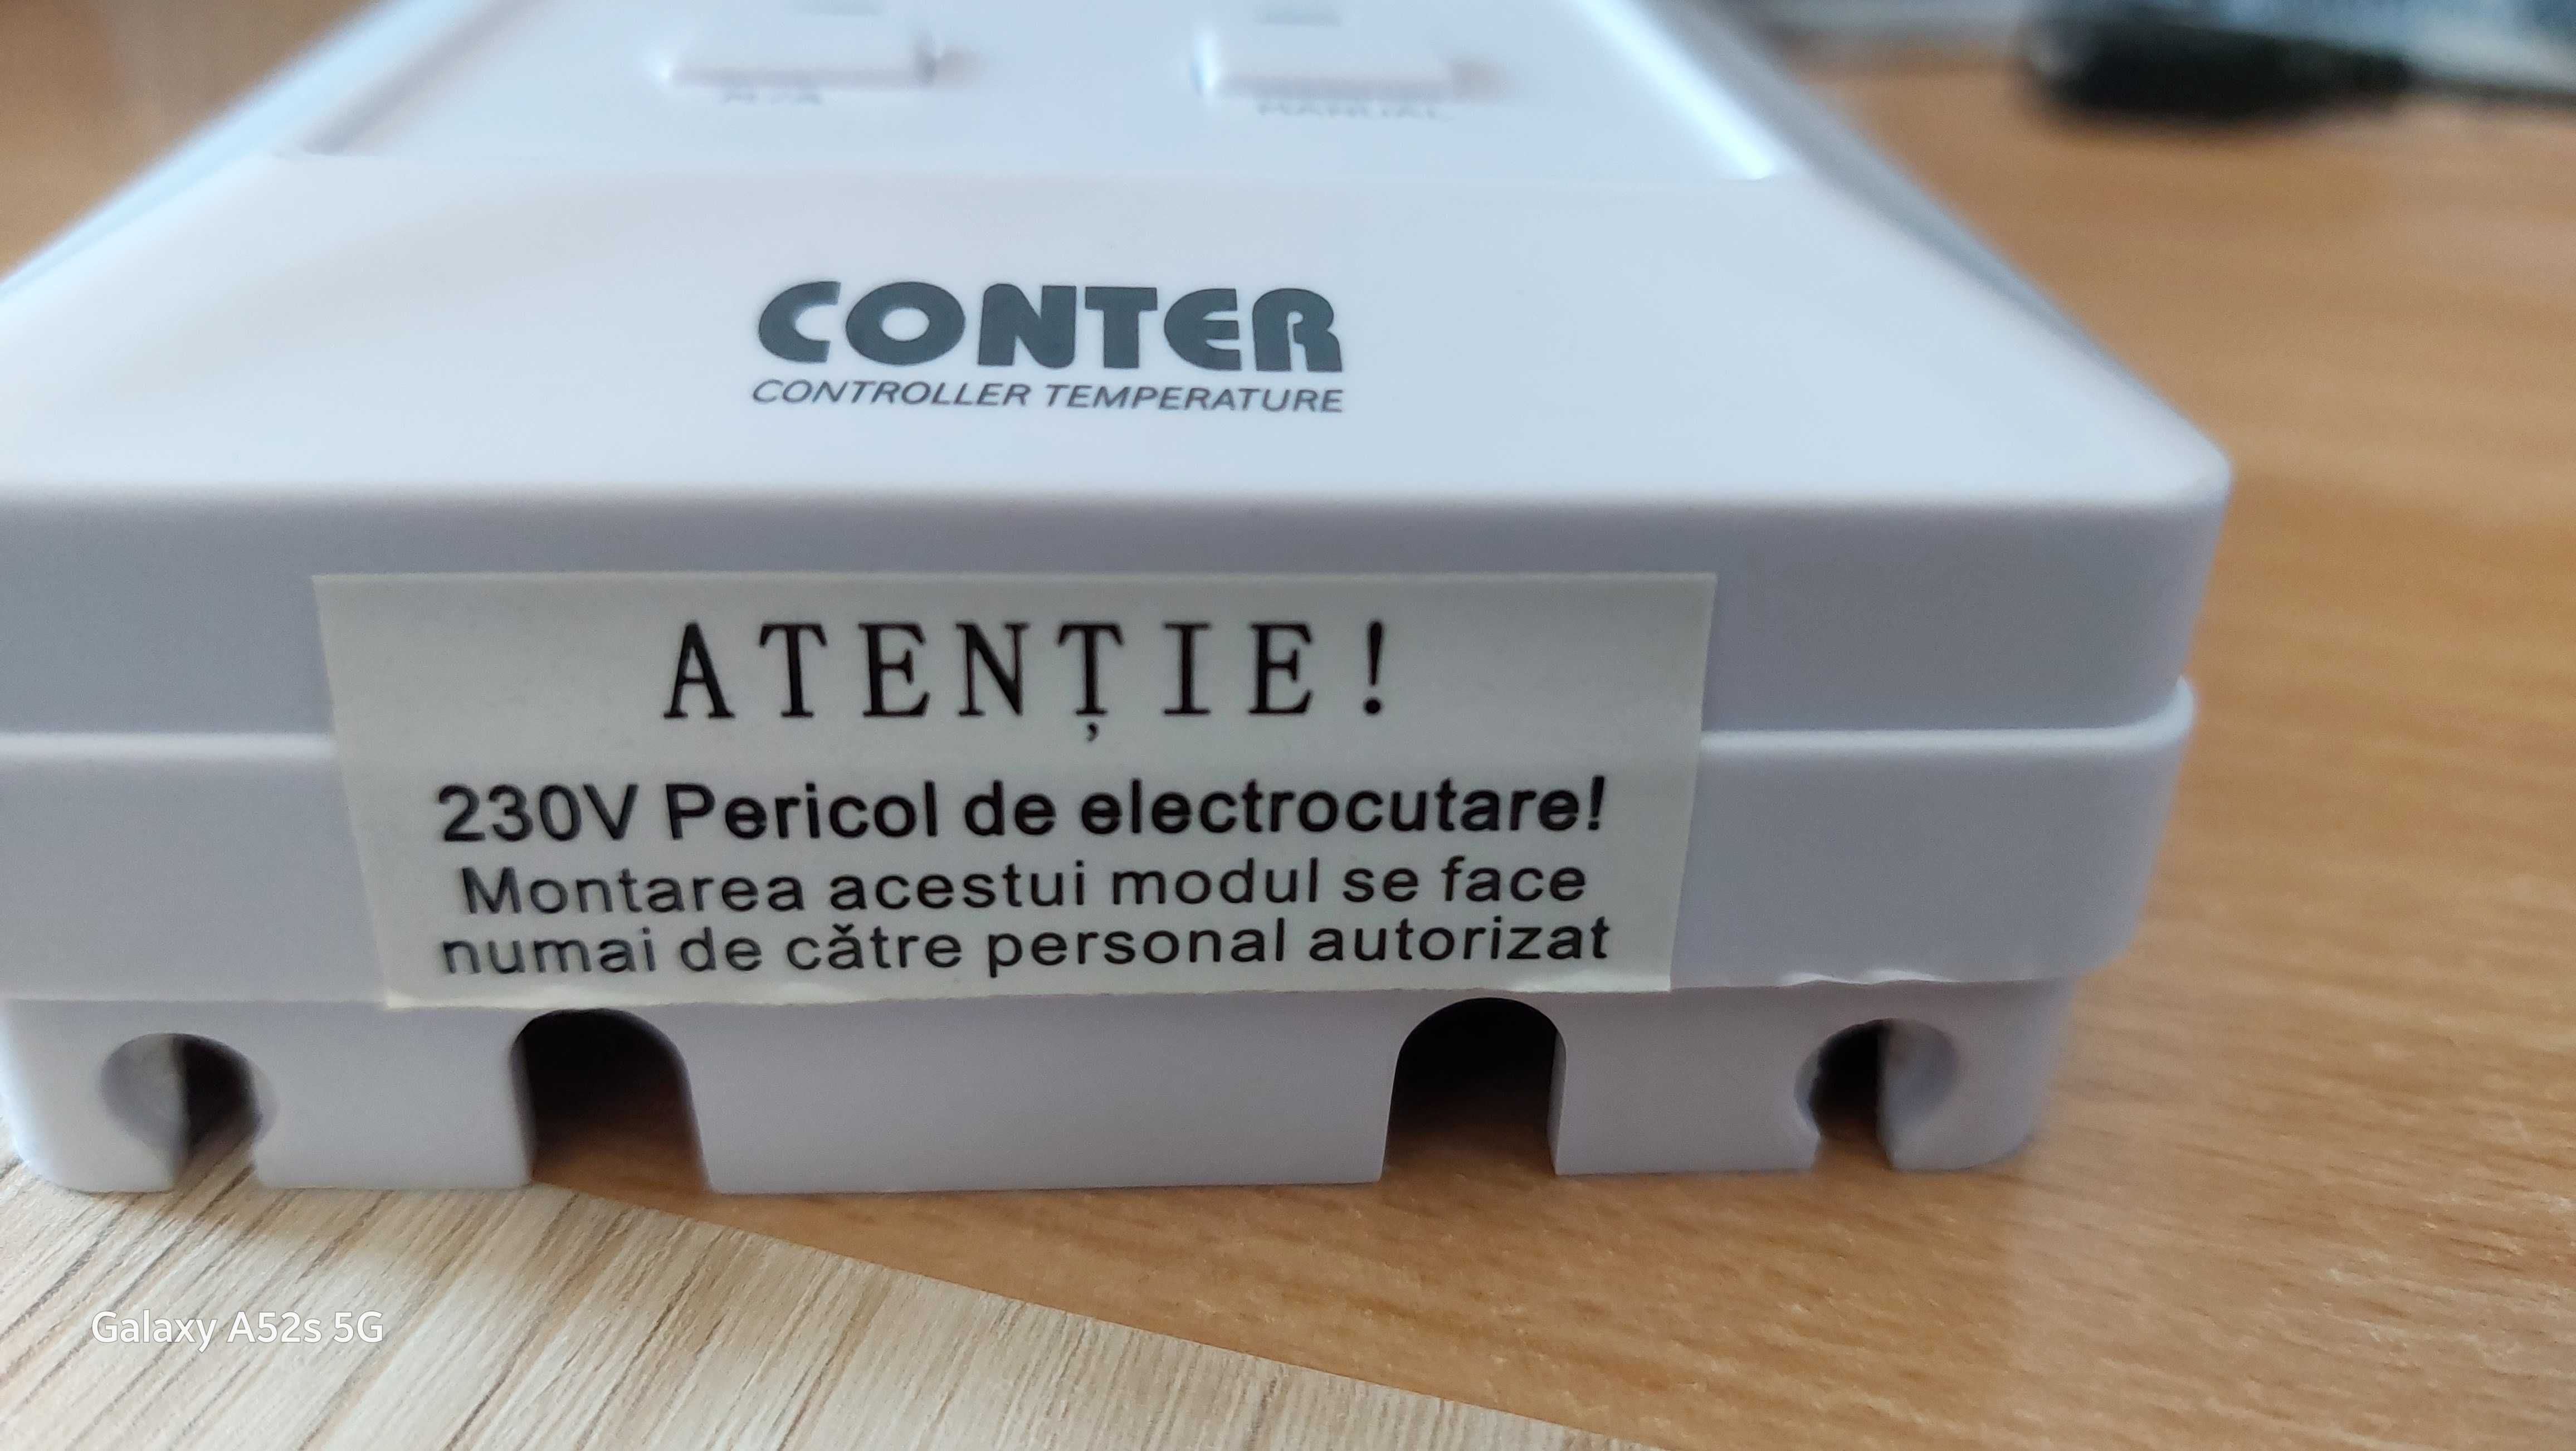 MANUAL
CONTER
CONTROLLER TEMPERATURE
ATENȚIE!
230V Pericol de electrocutare!
Montarea acestui modul se face
numai de către personal autorizat
Galaxy A52s 5G